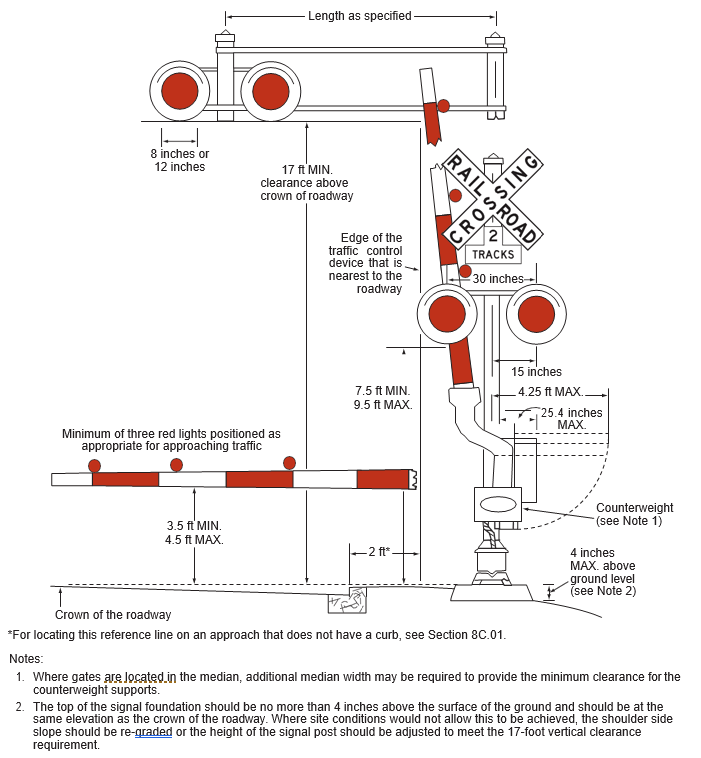 Length as specified
8 inches or
12 inches
17 ft MIN.
clearance above
crown of roadway
RAIL ROAD
CROSSING
2
TRACKS
Edge of the
traffic control
device that is
nearest to the
roadway
30 inches
15 inches
7.5 ft MIN.
9.5 ft MAX.
4.25 ft MAX.
25.4 inches
MAX.
Minimum of three red lights positioned as
appropriate for approaching traffic
Counterweight
(see Note 1)
3.5 ft MIN.
4.5 ft MAX.
2 ft*
4 inches
MAX. above
ground level
(see Note 2)
Crown of the roadway
*For locating this reference line on an approach that does not have a curb, see Section 8C.01.
Notes:
1. Where gates are located in the median, additional median width may be required to provide the minimum clearance for the
counterweight supports.
2. The top of the signal foundation should be no more than 4 inches above the surface of the ground and should be at the
same elevation as the crown of the roadway. Where site conditions would not allow this to be achieved, the shoulder side
slope should be re-graded or the height of the signal post should be adjusted to meet the 17-foot vertical clearance
requirement.